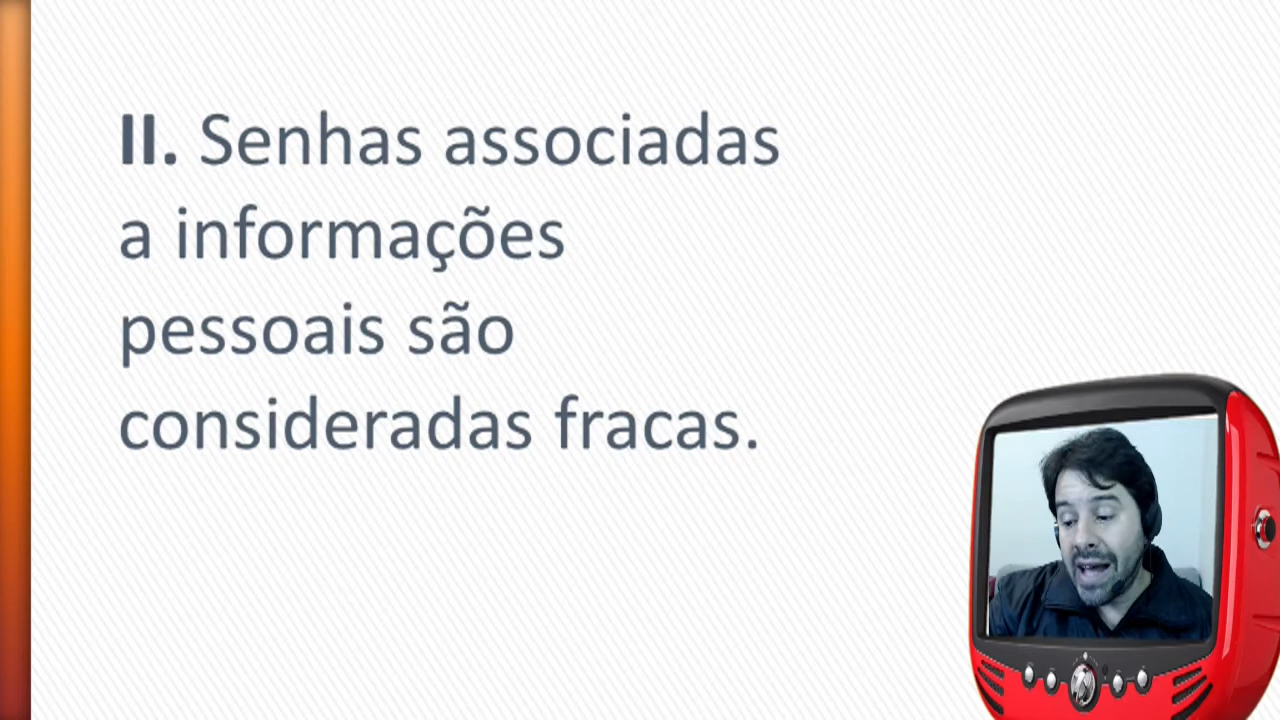 II. Senhas associadas
a informações
pessoais são
consideradas fracas.